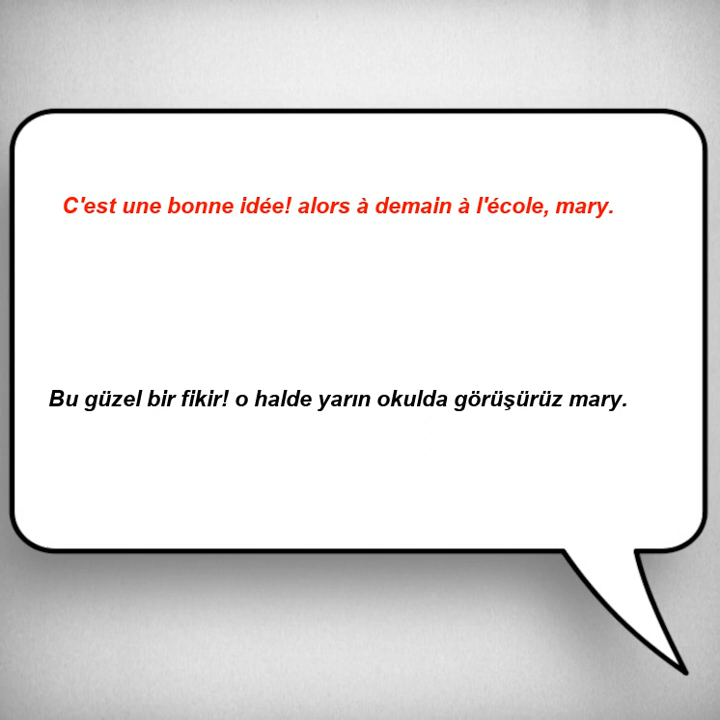 C'est une bonne idée! alors à demain à l'école, mary.
Bu güzel bir fikir! o halde yarın okulda görüşürüz mary.